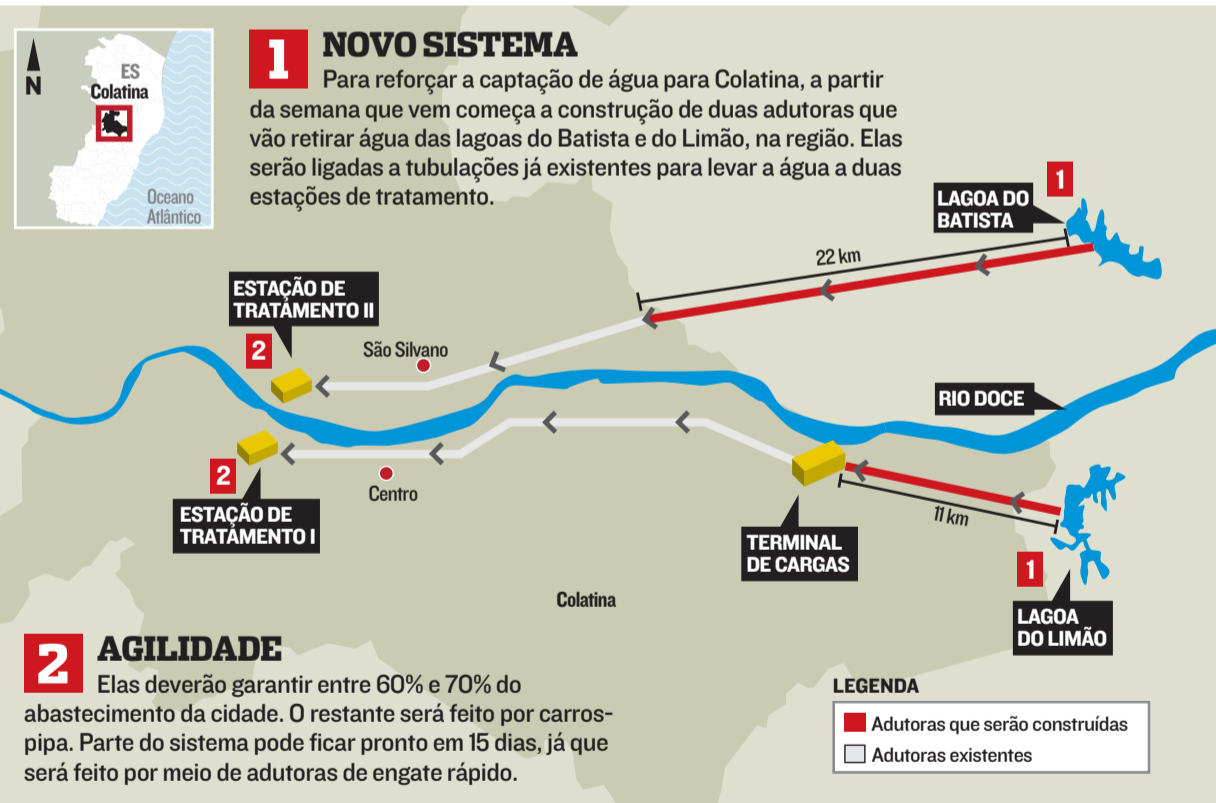 N
ES
Colatina
Oceano
Atlântico
1 NOVO SISTEMA
Para reforçar a captação de água para Colatina, a partir
da semana que vem começa a construção de duas adutoras que
vão retirar água das lagoas do Batista e do Limão, na região. Elas
serão ligadas a tubulações já existentes para levar a água a duas
estações de tratamento.
1
LAGOA DO
BATISTA
22 km
ESTAÇÃO DE
TRATAMENTO II
2
São Silvano
RIO DOCE
2
Centro
ESTAÇÃO DE
TRATAMENTO I
11 km
TERMINAL
DE CARGAS
1
LAGOA
DO LIMÃO
Colatina
2 AGILIDADE
Elas deverão garantir entre 60% e 70% do
abastecimento da cidade. O restante será feito por carros-
pipa. Parte do sistema pode ficar pronto em 15 dias, já que
será feito por meio de adutoras de engate rápido.
LEGENDA
Adutoras que serão construídas
Adutoras existentes